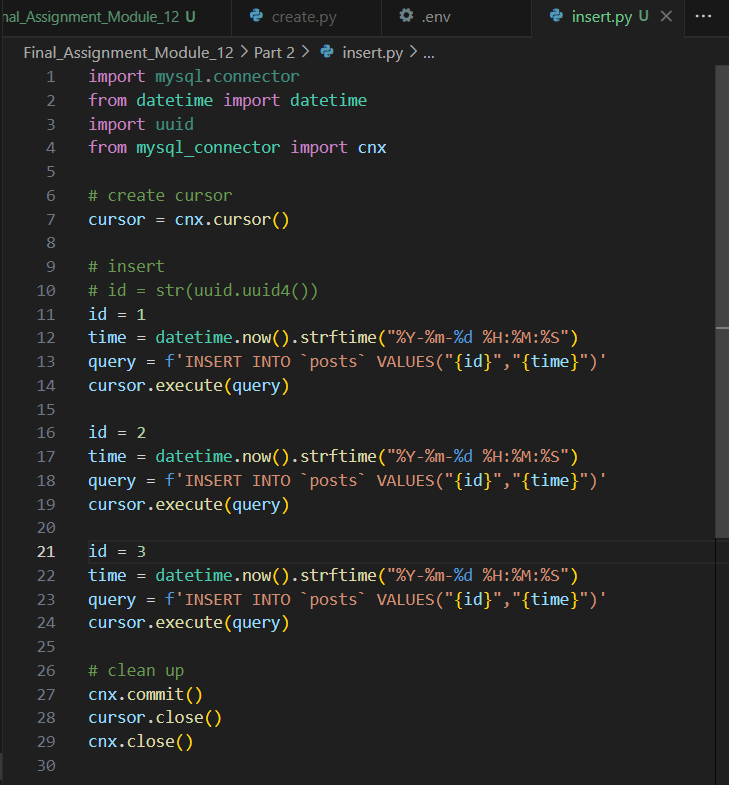 nal_Assignment_Module_12 U
create.py
.env
insert.py U
Final_Assignment_Module_12 > Part 2 > insert.py > ...
1 import mysql.connector
2 from datetime import datetime
3 import uuid
4 from mysql_connector import cnx
5
6 # create cursor
7 cursor = cnx.cursor()
8
9 # insert
10 # id = str(uuid.uuid4())
11 id = 1
12 time = datetime.now().strftime("%Y-%m-%d %H:%M:%S")
13 query = f'INSERT INTO `posts` VALUES("{id}","{time}")'
14 cursor.execute(query)
15
16 id = 2
17 time = datetime.now().strftime("%Y-%m-%d %H:%M:%S")
18 query = f'INSERT INTO `posts` VALUES("{id}","{time}")'
19 cursor.execute(query)
20
21 id = 3
22 time = datetime.now().strftime("%Y-%m-%d %H:%M:%S")
23 query = f'INSERT INTO `posts` VALUES("{id}","{time}")'
24 cursor.execute(query)
25
26 # clean up
27 cnx.commit()
28 cursor.close()
29 cnx.close()
30